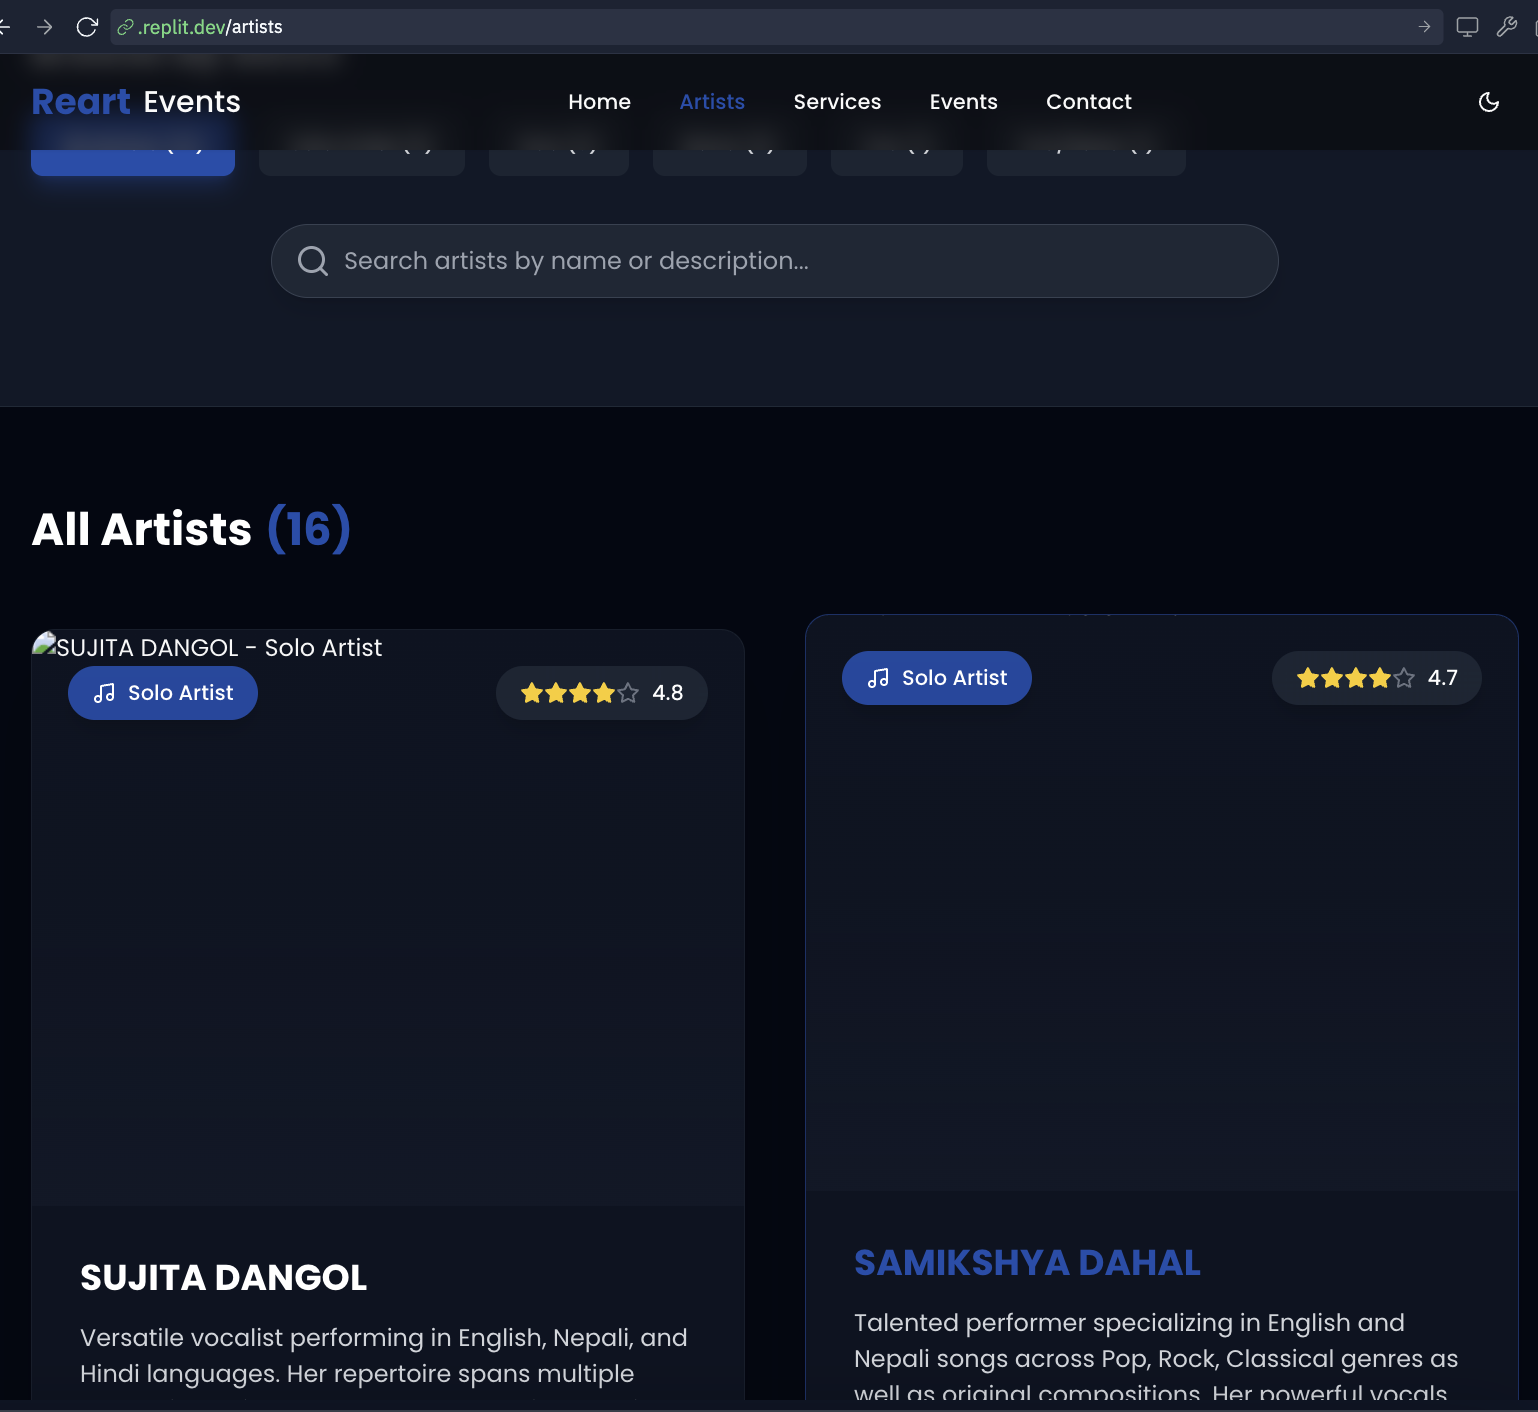 .replit.dev/artists
Reart Events
Home
Artists
Services
Events
Contact
Search artists by name or description...
All Artists (16)
SUJITA DANGOL - Solo Artist
Solo Artist
4.8
Solo Artist
4.7
SUJITA DANGOL
Versatile vocalist performing in English, Nepali, and
Hindi languages. Her repertoire spans multiple
SAMIKSHYA DAHAL
Talented performer specializing in English and
Nepali songs across Pop, Rock, Classical genres as
well as original compositions. Her powerful vocals